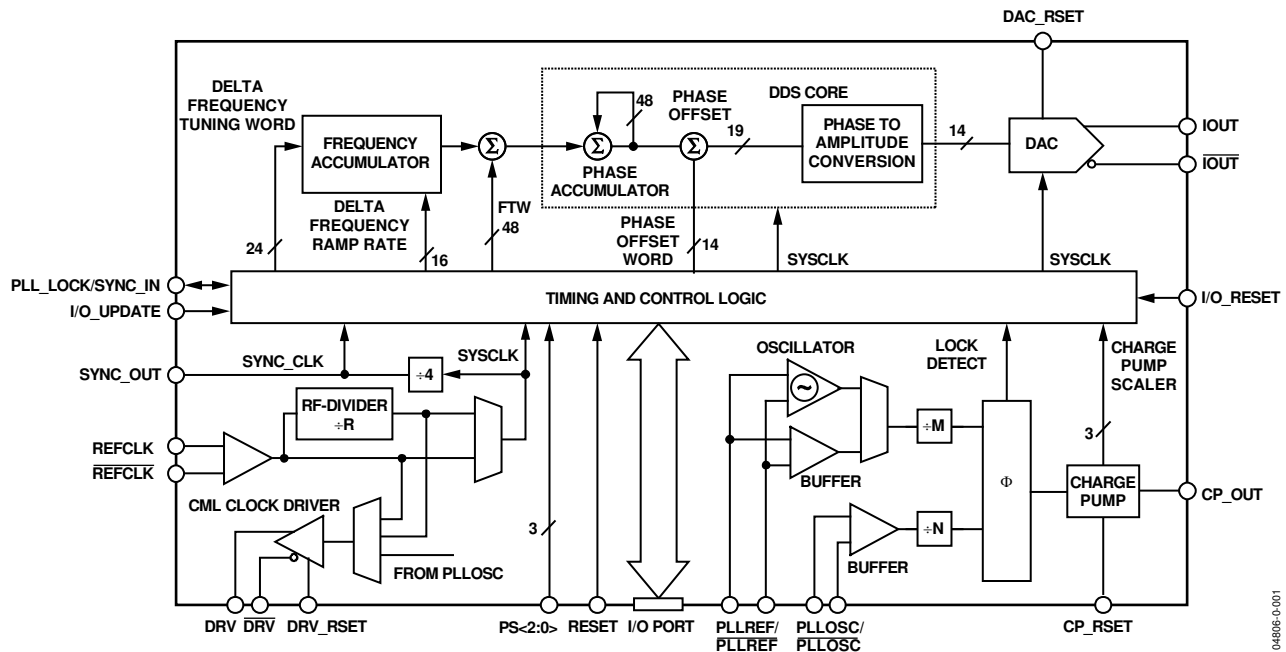 DAC_RSET
DELTA
FREQUENCY
TUNING WORD
FREQUENCY
ACCUMULATOR
Σ
48
Σ
PHASE
ACCUMULATOR
PHASE
OFFSET
Σ
19
DDS CORE
PHASE TO
AMPLITUDE
CONVERSION
14
DAC
IOUT
IOUT
24
DELTA
FREQUENCY
RAMP RATE
16
FTW
48
PHASE
OFFSET
WORD
14
SYSCLK
SYSCLK
PLL_LOCK/SYNC_IN
I/O_UPDATE
TIMING AND CONTROL LOGIC
I/O_RESET
SYNC_OUT
SYNC_CLK
÷4
SYSCLK
RF-DIVIDER
÷R
REFCLK
REFCLK
CML CLOCK DRIVER
FROM PLLOSC
3
OSCILLATOR
~
BUFFER
÷M
BUFFER
÷N
LOCK
DETECT
Φ
CHARGE
PUMP
SCALER
3
CHARGE
PUMP
CP_OUT
DRV
DRV
DRV_RSET
PS<2:0>
RESET
I/O PORT
PLLREF/
PLLREF
PLLOSC/
PLLOSC
CP_RSET
04806-0-001